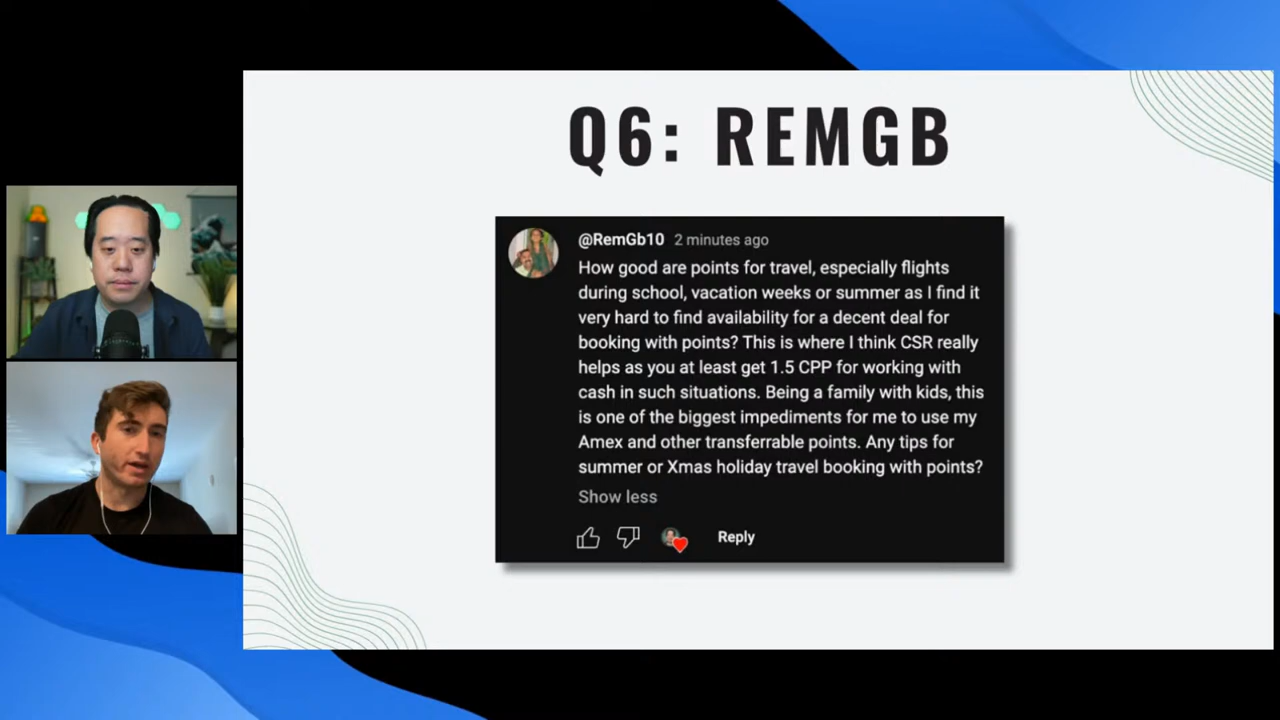 Q6: REMGB
@RemGb10 2 minutes ago
How good are points for travel, especially flights
during school, vacation weeks or summer as I find it
very hard to find availability for a decent deal for
booking with points? This is where I think CSR really
helps as you at least get 1.5 CPP for working with
cash in such situations. Being a family with kids, this
is one of the biggest impediments for me to use my
Amex and other transferrable points. Any tips for
summer or Xmas holiday travel booking with points?
Show less
Reply